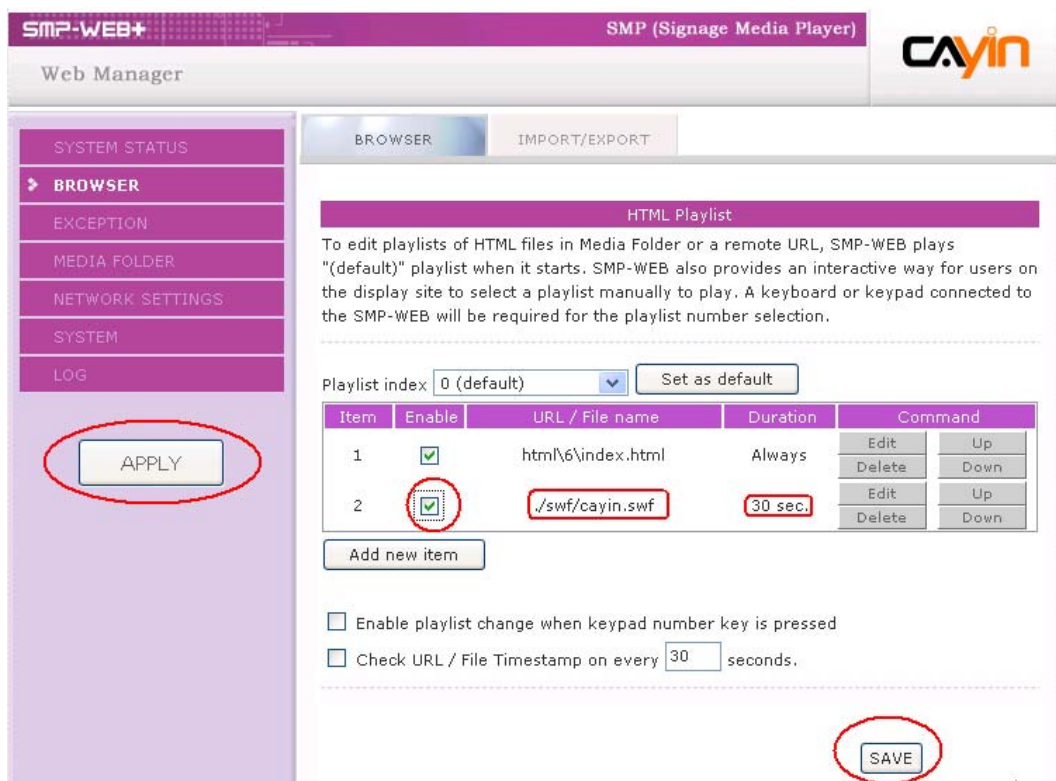 SMP-WEB+
SMP (Signage Media Player)
CAYIN
Web Manager
SYSTEM STATUS
BROWSER
EXCEPTION
MEDIA FOLDER
NETWORK SETTINGS
SYSTEM
LOG
APPLY
BROWSER
IMPORT/EXPORT
HTML Playlist
To edit playlists of HTML files in Media Folder or a remote URL, SMP-WEB plays
"(default)" playlist when it starts. SMP-WEB also provides an interactive way for users on
the display site to select a playlist manually to play. A keyboard or keypad connected to
the SMP-WEB will be required for the playlist number selection.
Playlist index 0 (default) Set as default
Item Enable URL / File name Duration Command
1 html\6\index.html Always Edit Up
Delete Down
2 ./swf/cayin.swf 30 sec. Edit Up
Delete Down
Add new item
Enable playlist change when keypad number key is pressed
Check URL / File Timestamp on every 30 seconds.
SAVE